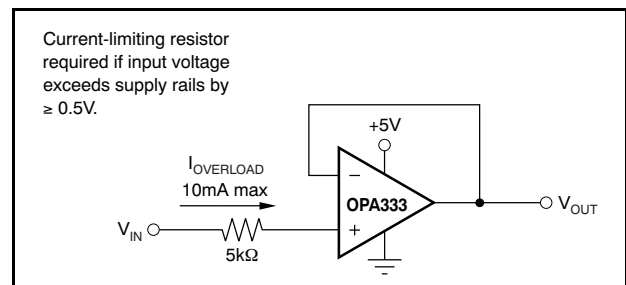 Current-limiting resistor
required if input voltage
exceeds supply rails by
≥ 0.5V.
+5V
I_OVERLOAD
10mA max
−
OPA333
V_OUT
V_IN
+
5kΩ